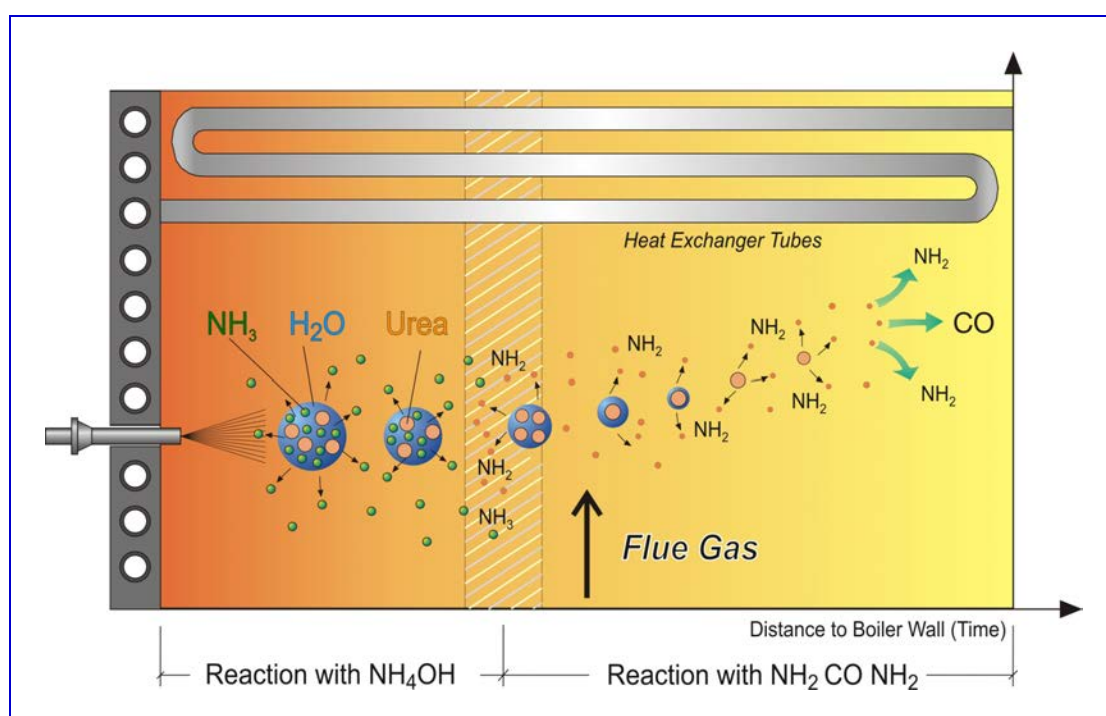 Heat Exchanger Tubes
NH₂
NH₃
H₂O
Urea
CO
NH₂
NH₂
NH₂
NH₂
NH₂
NH₂
NH₂
NH₃
Flue Gas
Distance to Boiler Wall (Time)
Reaction with NH₄OH
Reaction with NH₂ CO NH₂